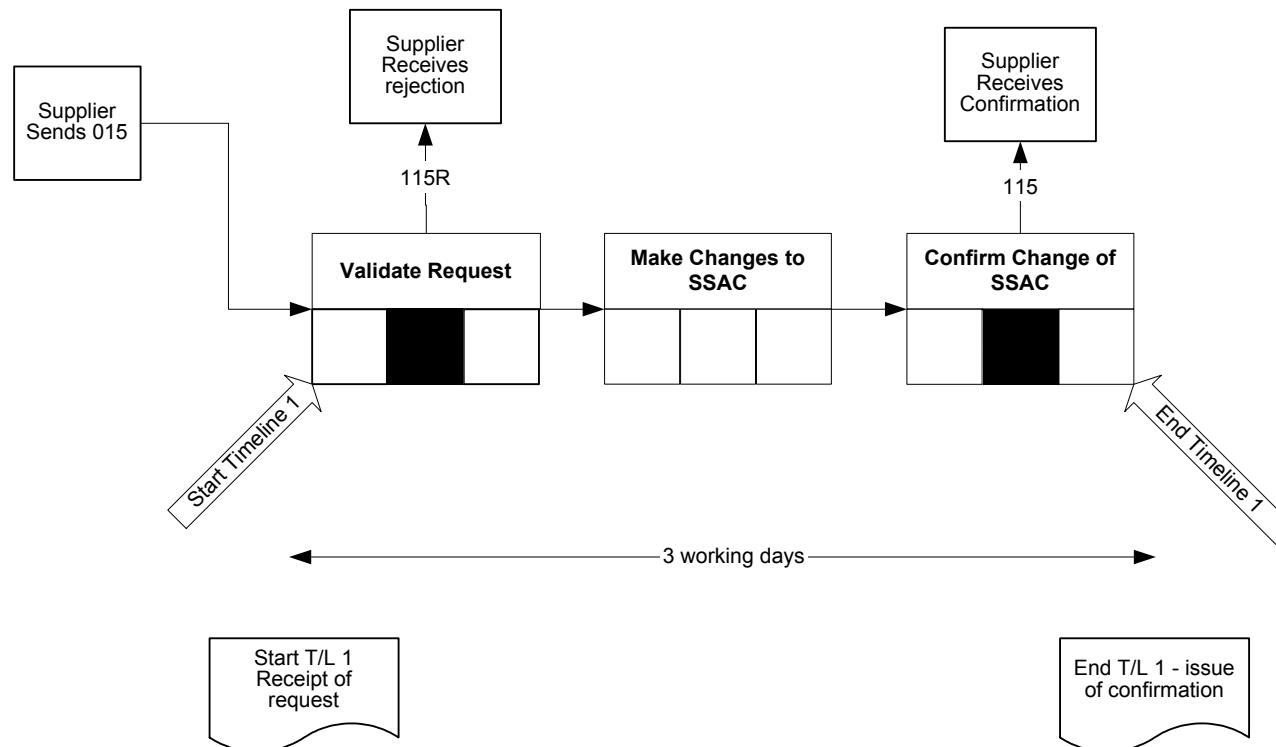 Supplier
Sends 015
Supplier
Receives
rejection
Supplier
Receives
Confirmation
115R
115
Validate Request
Make Changes to
SSAC
Confirm Change of
SSAC
Start Timeline 1
End Timeline 1
3 working days
Start T/L 1
Receipt of
request
End T/L 1 - issue
of confirmation